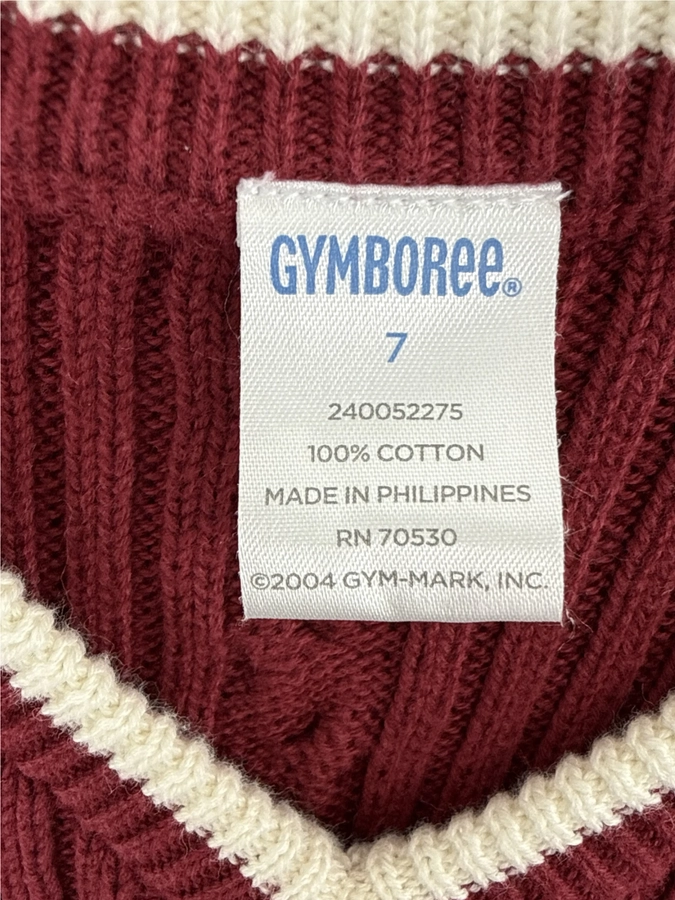 GYMBOREE®
7
240052275
100% COTTON
MADE IN PHILIPPINES
RN 70530
©2004 GYM-MARK, INC.